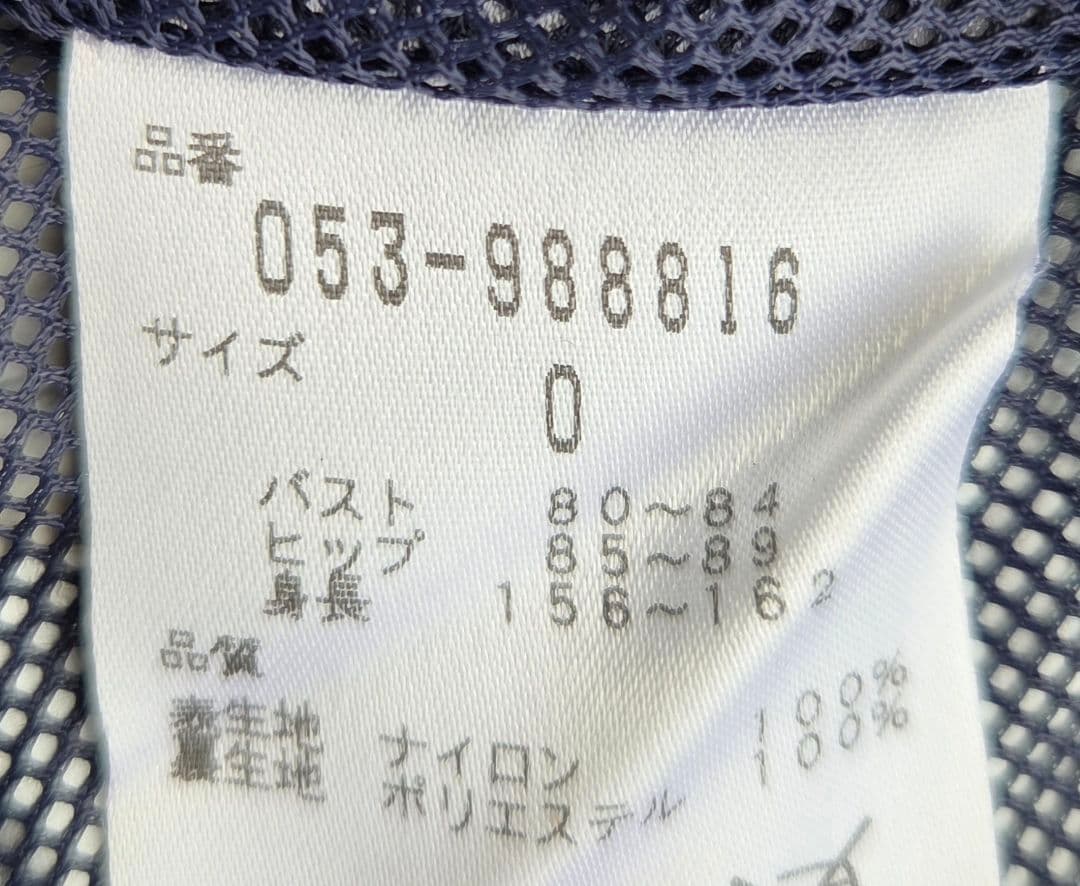 品番
053-988816
サイズ
0
バスト 80～84
ヒップ 85～89
身長 156～162
品質
表生地 ナイロン 100%
裏生地 ポリエステル 100%